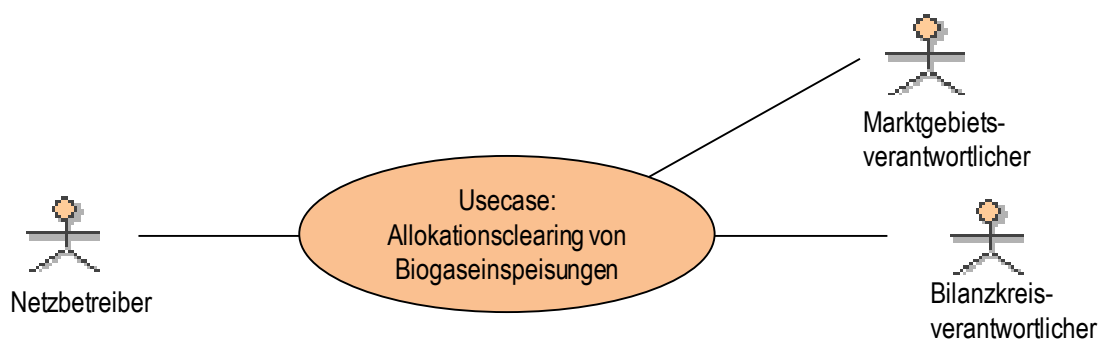 Marktgebiets-
verantwortlicher
Usecase:
Allokationsclearing von
Biogaseinspeisungen
Netzbetreiber
Bilanzkreis-
verantwortlicher